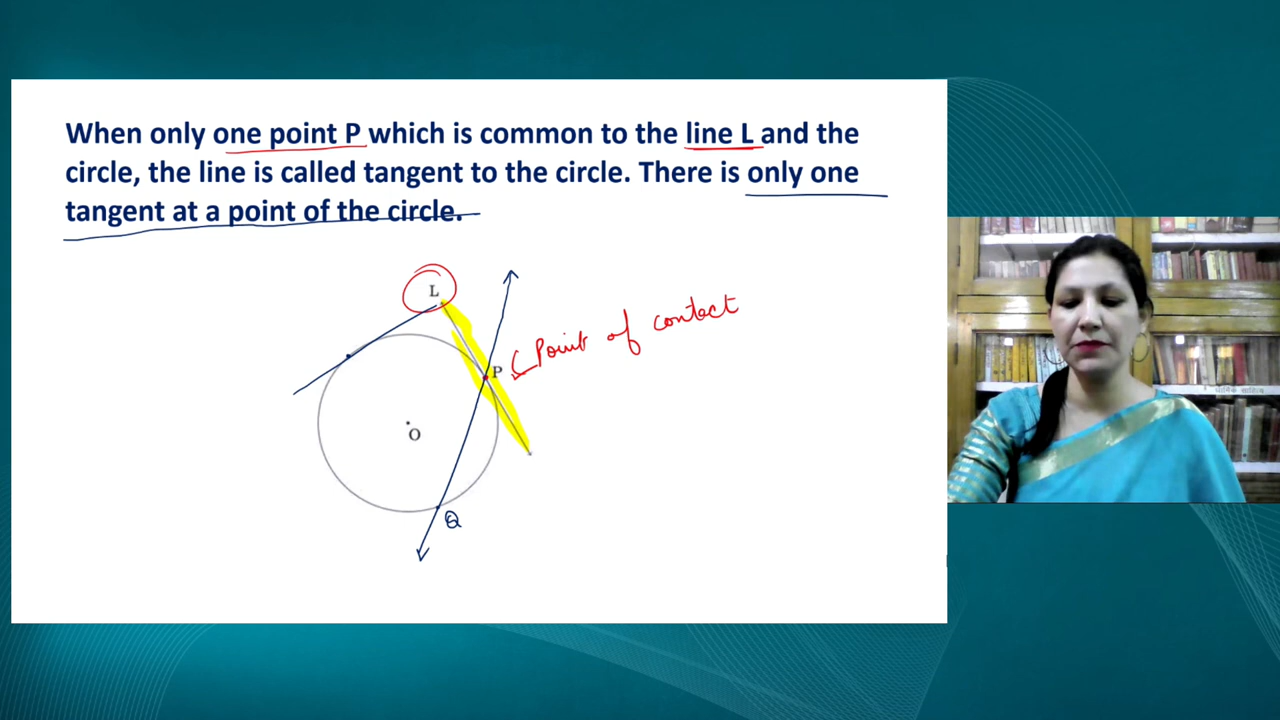 When only one point P which is common to the line L and the
circle, the line is called tangent to the circle. There is only one
tangent at a point of the circle.
L
Point of contact
P
O
Q